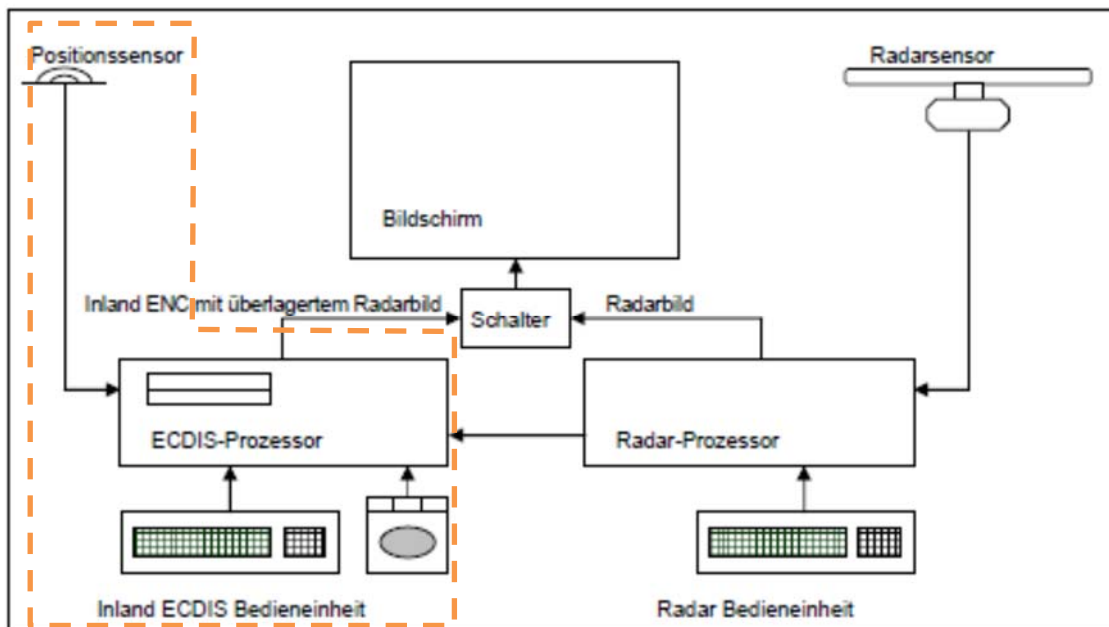 Positionssensor
Radarsensor
Bildschirm
Inland ENC mit überlagertem Radarbild
Schalter
Radarbild
ECDIS-Prozessor
Radar-Prozessor
Inland ECDIS Bedieneinheit
Radar Bedieneinheit